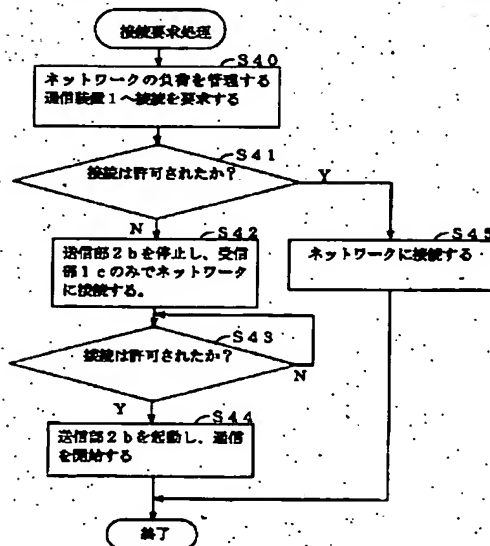 接続要求処理
S40
ネットワークの負荷を管理する
通信装置1へ接続を要求する
S41
接続は許可されたか?
Y
N
S42
送信部2bを停止し、受信
部1cのみでネットワーク
に接続する。
S45
ネットワークに接続する
S43
接続は許可されたか?
N
Y
S44
送信部2bを起動し、通信
を開始する
終了